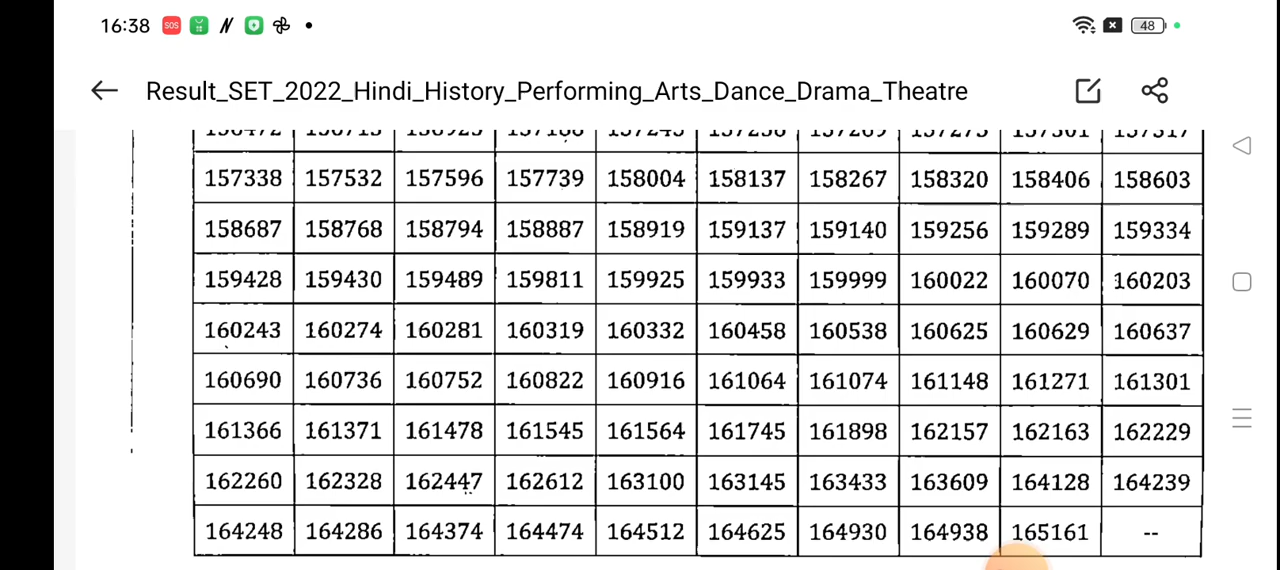 16:38 SOS 48
Result_SET_2022_Hindi_History_Performing_Arts_Dance_Drama_Theatre
157338 157532 157596 157739 158004 158137 158267 158320 158406 158603
158687 158768 158794 158887 158919 159137 159140 159256 159289 159334
159428 159430 159489 159811 159925 159933 159999 160022 160070 160203
160243 160274 160281 160319 160332 160458 160538 160625 160629 160637
160690 160736 160752 160822 160916 161064 161074 161148 161271 161301
161366 161371 161478 161545 161564 161745 161898 162157 162163 162229
162260 162328 162447 162612 163100 163145 163433 163609 164128 164239
164248 164286 164374 164474 164512 164625 164930 164938 165161 --